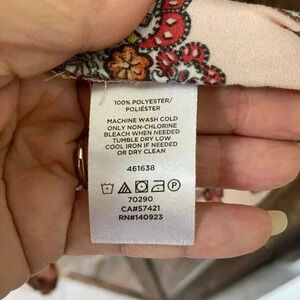 100% POLYESTER/
POLIÉSTER
MACHINE WASH COLD
ONLY NON-CHLORINE
BLEACH WHEN NEEDED
TUMBLE DRY LOW
COOL IRON IF NEEDED
OR DRY CLEAN
461638
70290
CA#57421
RN#140923